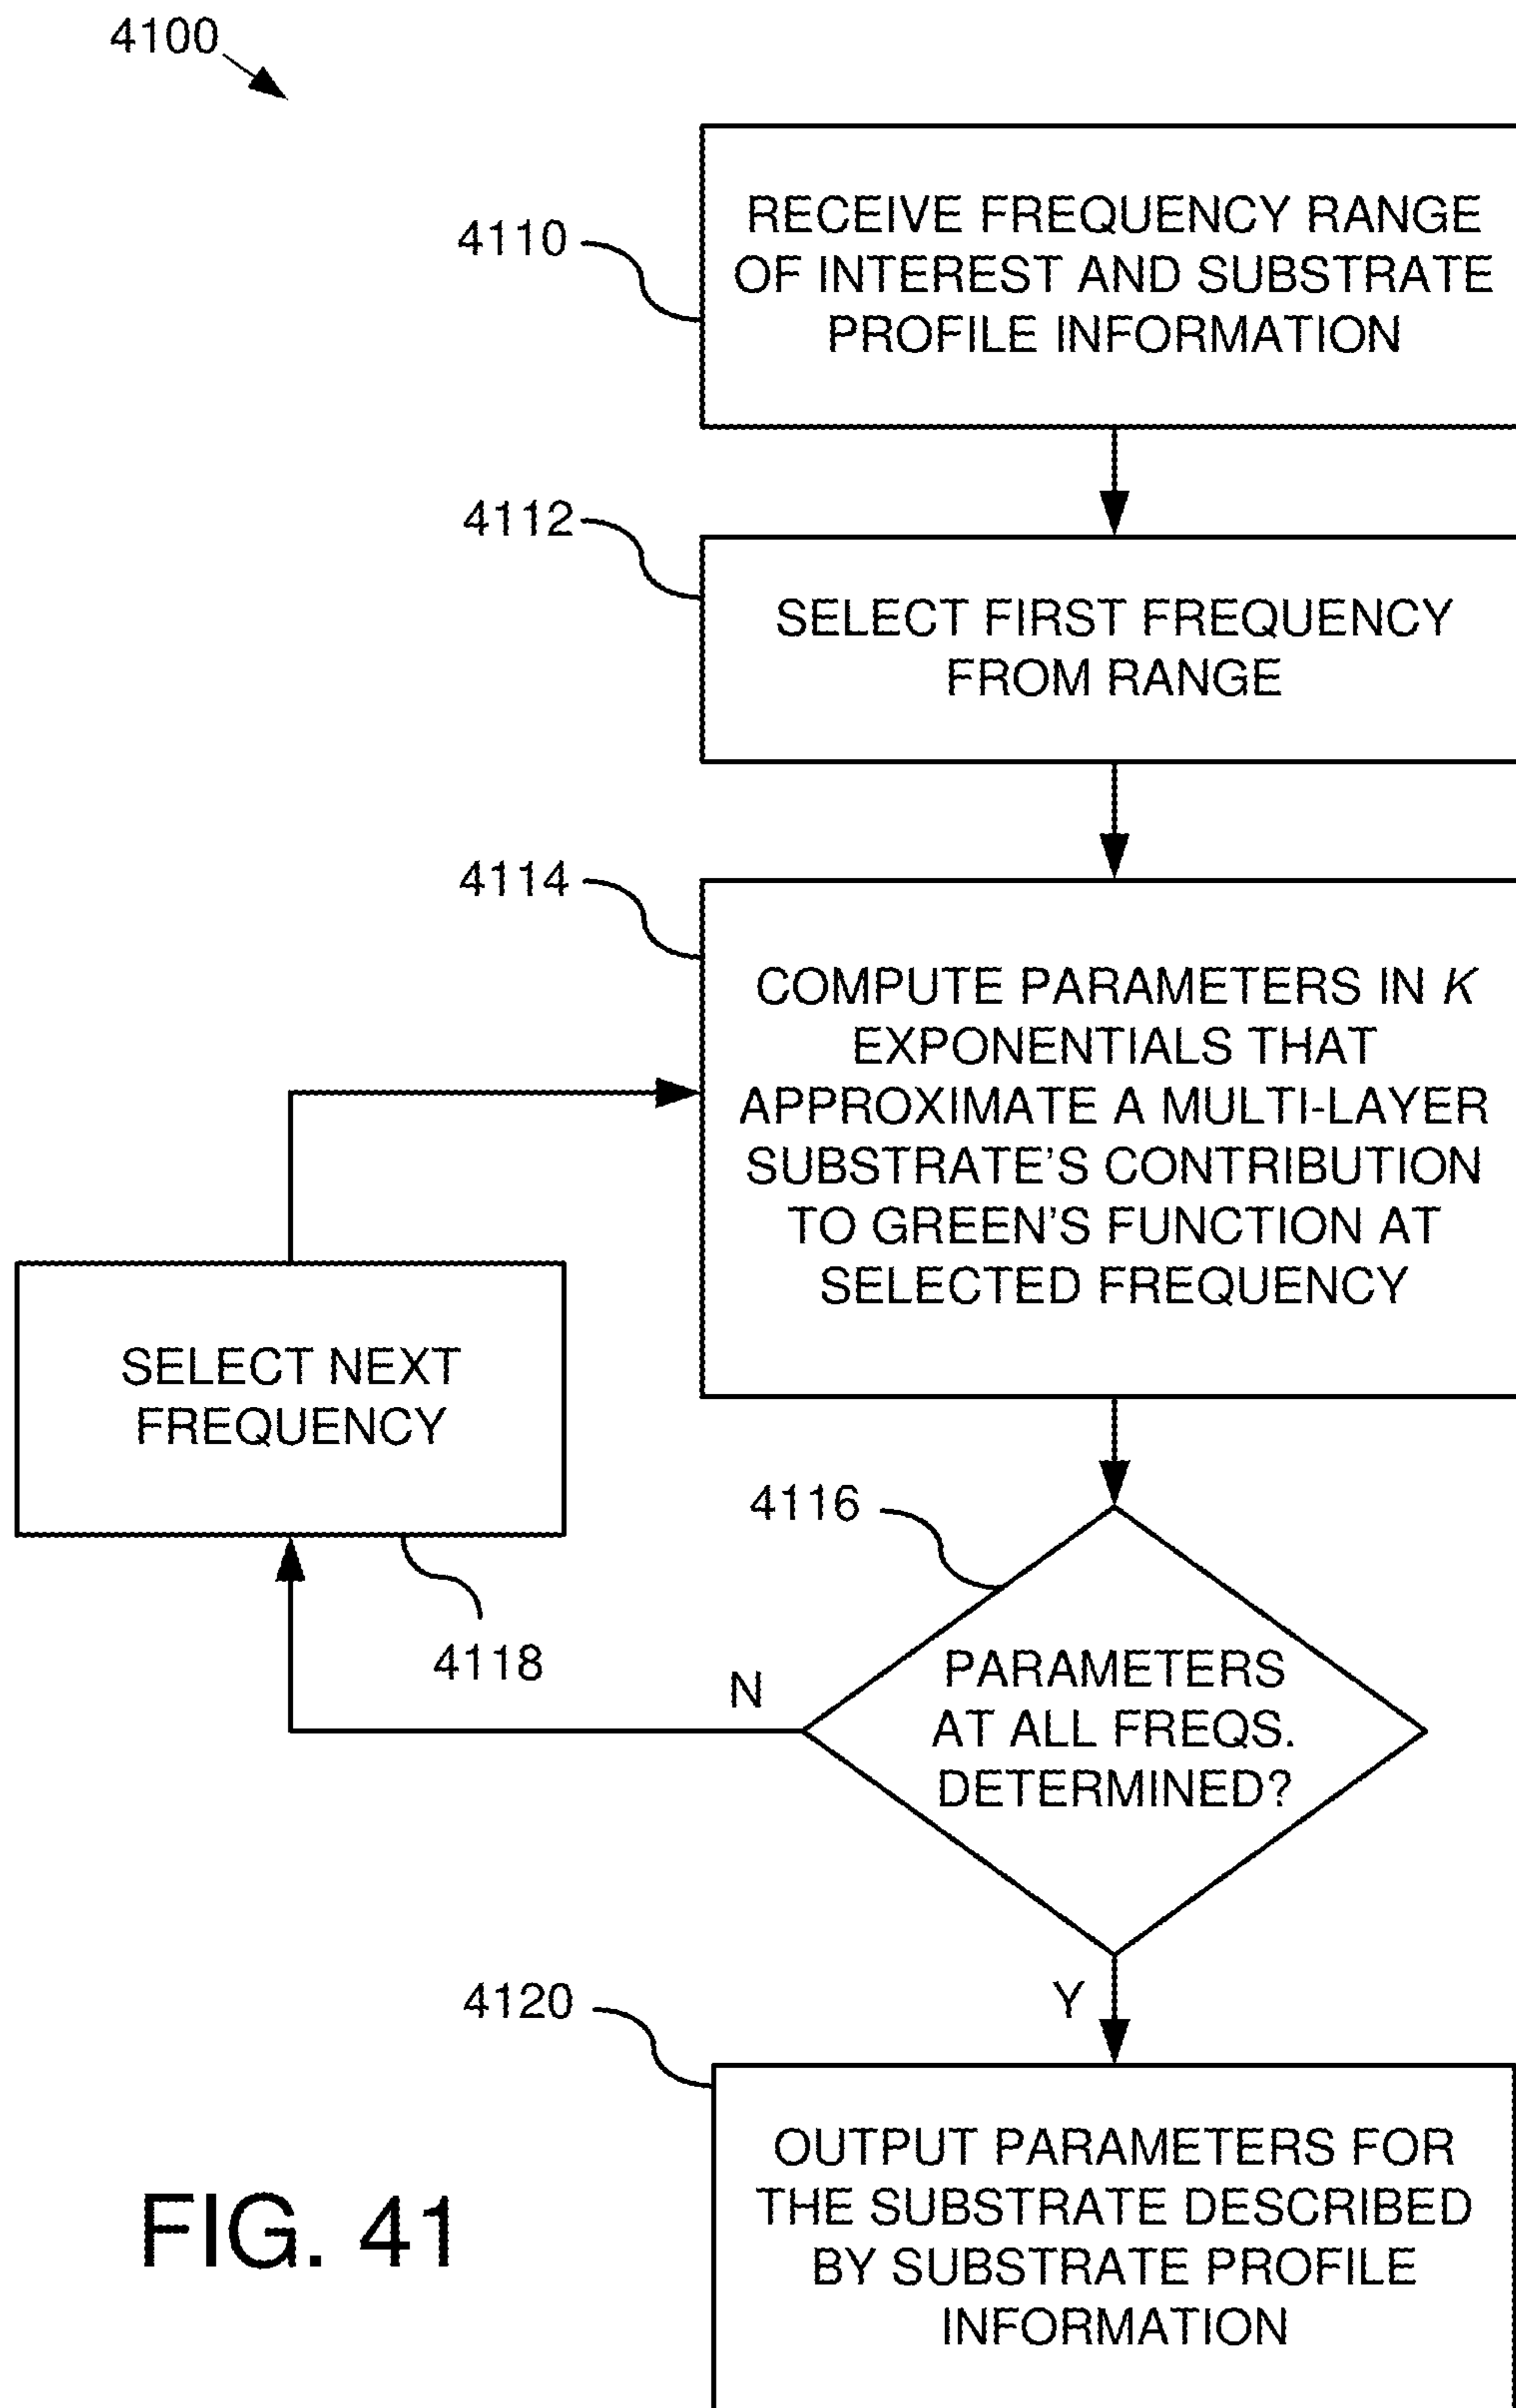 4100
4110
RECEIVE FREQUENCY RANGE
OF INTEREST AND SUBSTRATE
PROFILE INFORMATION
4112
SELECT FIRST FREQUENCY
FROM RANGE
4114
COMPUTE PARAMETERS IN K
EXPONENTIALS THAT
APPROXIMATE A MULTI-LAYER
SUBSTRATE'S CONTRIBUTION
TO GREEN'S FUNCTION AT
SELECTED FREQUENCY
SELECT NEXT
FREQUENCY
4118
4116
PARAMETERS
AT ALL FREQS.
DETERMINED?
N
Y
4120
OUTPUT PARAMETERS FOR
THE SUBSTRATE DESCRIBED
BY SUBSTRATE PROFILE
INFORMATION
FIG. 41